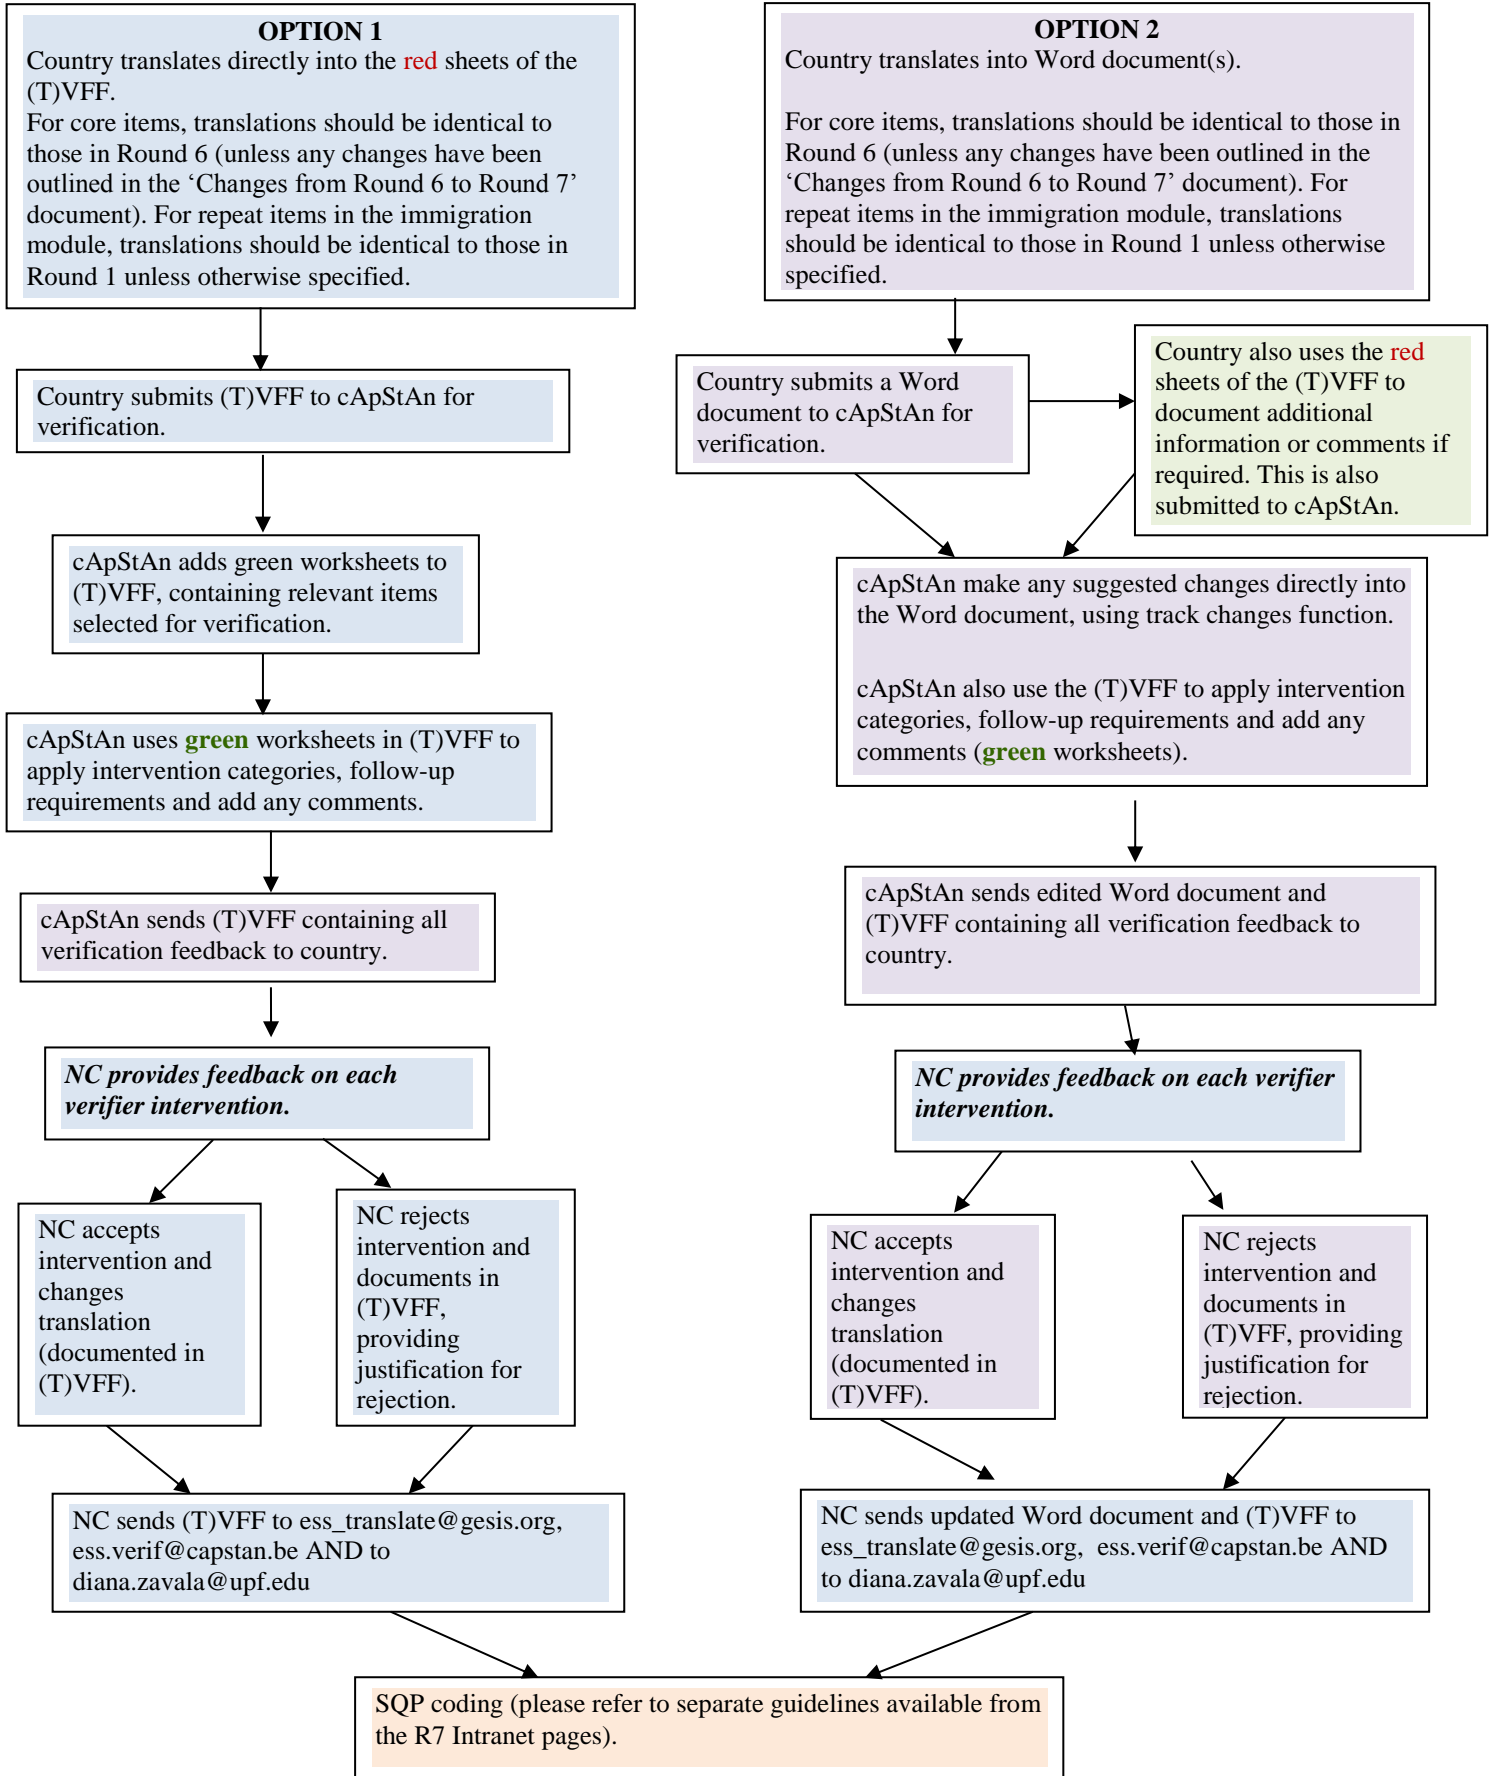 OPTION 1
Country translates directly into the red sheets of the
(T)VFF.
For core items, translations should be identical to
those in Round 6 (unless any changes have been
outlined in the ‘Changes from Round 6 to Round 7’
document). For repeat items in the immigration
module, translations should be identical to those in
Round 1 unless otherwise specified.
Country submits (T)VFF to cApStAn for
verification.
cApStAn adds green worksheets to
(T)VFF, containing relevant items
selected for verification.
cApStAn uses green worksheets in (T)VFF to
apply intervention categories, follow-up
requirements and add any comments.
cApStAn sends (T)VFF containing all
verification feedback to country.
NC provides feedback on each
verifier intervention.
NC accepts
intervention and
changes
translation
(documented in
(T)VFF).
NC rejects
intervention and
documents in
(T)VFF,
providing
justification for
rejection.
NC sends (T)VFF to ess_translate@gesis.org,
ess.verif@capstan.be AND to
diana.zavala@upf.edu
OPTION 2
Country translates into Word document(s).
For core items, translations should be identical to those in
Round 6 (unless any changes have been outlined in the
‘Changes from Round 6 to Round 7’ document). For
repeat items in the immigration module, translations
should be identical to those in Round 1 unless otherwise
specified.
Country submits a Word
document to cApStAn for
verification.
Country also uses the red
sheets of the (T)VFF to
document additional
information or comments if
required. This is also
submitted to cApStAn.
cApStAn make any suggested changes directly into
the Word document, using track changes function.
cApStAn also use the (T)VFF to apply intervention
categories, follow-up requirements and add any
comments (green worksheets).
cApStAn sends edited Word document and
(T)VFF containing all verification feedback to
country.
NC provides feedback on each verifier
intervention.
NC accepts
intervention and
changes
translation
(documented in
(T)VFF).
NC rejects
intervention and
documents in
(T)VFF, providing
justification for
rejection.
NC sends updated Word document and (T)VFF to
ess_translate@gesis.org, ess.verif@capstan.be AND
to diana.zavala@upf.edu
SQP coding (please refer to separate guidelines available from
the R7 Intranet pages).